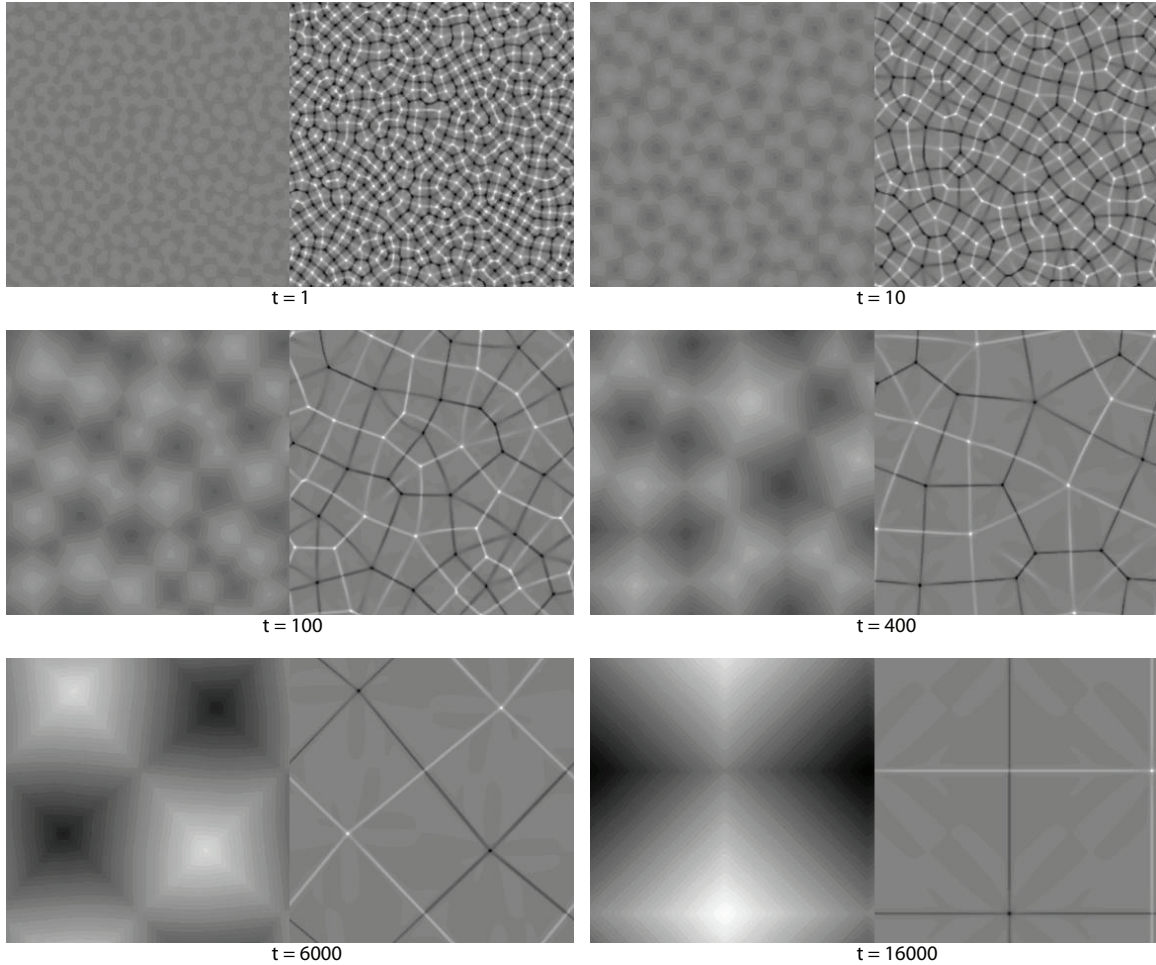 t = 1
t = 10
t = 100
t = 400
t = 6000
t = 16000